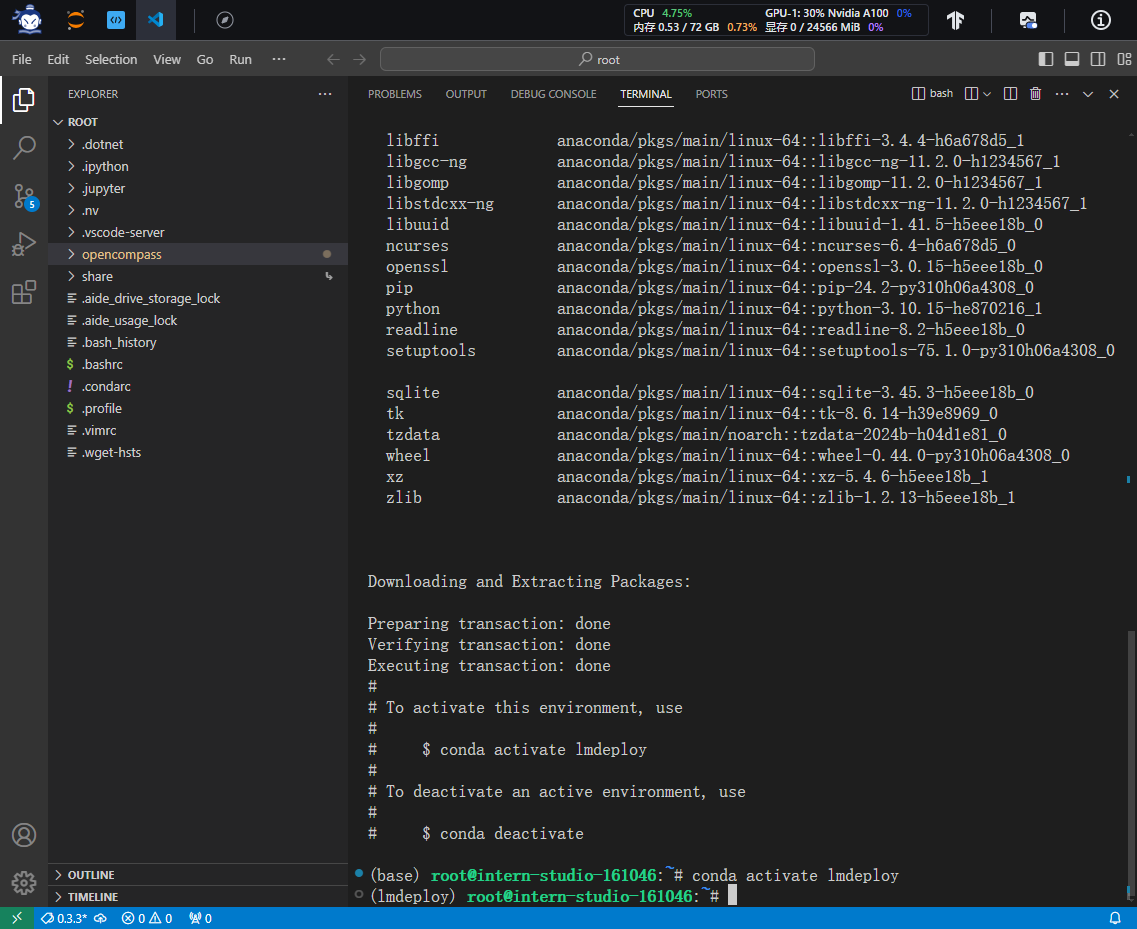 CPU 4.75% GPU-1: 30% Nvidia A100 0%
内存 0.53 / 72 GB 0.73% 显存 0 / 24566 MiB 0%
File Edit Selection View Go Run ··· root
EXPLORER ···
PROBLEMS OUTPUT DEBUG CONSOLE TERMINAL PORTS bash ···
ROOT
.dotnet
.ipython
.jupyter
.nv
.vscode-server
opencompass
share
.aide_drive_storage_lock
.aide_usage_lock
.bash_history
$ .bashrc
! .condarc
$ .profile
.vimrc
.wget-hsts
5
OUTLINE
TIMELINE
libffi anaconda/pkgs/main/linux-64::libffi-3.4.4-h6a678d5_1
libgcc-ng anaconda/pkgs/main/linux-64::libgcc-ng-11.2.0-h1234567_1
libgomp anaconda/pkgs/main/linux-64::libgomp-11.2.0-h1234567_1
libstdcxx-ng anaconda/pkgs/main/linux-64::libstdcxx-ng-11.2.0-h1234567_1
libuuid anaconda/pkgs/main/linux-64::libuuid-1.41.5-h5eee18b_0
ncurses anaconda/pkgs/main/linux-64::ncurses-6.4-h6a678d5_0
openssl anaconda/pkgs/main/linux-64::openssl-3.0.15-h5eee18b_0
pip anaconda/pkgs/main/linux-64::pip-24.2-py310h06a4308_0
python anaconda/pkgs/main/linux-64::python-3.10.15-he870216_1
readline anaconda/pkgs/main/linux-64::readline-8.2-h5eee18b_0
setuptools anaconda/pkgs/main/linux-64::setuptools-75.1.0-py310h06a4308_0
sqlite anaconda/pkgs/main/linux-64::sqlite-3.45.3-h5eee18b_0
tk anaconda/pkgs/main/linux-64::tk-8.6.14-h39e8969_0
tzdata anaconda/pkgs/main/noarch::tzdata-2024b-h04d1e81_0
wheel anaconda/pkgs/main/linux-64::wheel-0.44.0-py310h06a4308_0
xz anaconda/pkgs/main/linux-64::xz-5.4.6-h5eee18b_1
zlib anaconda/pkgs/main/linux-64::zlib-1.2.13-h5eee18b_1
Downloading and Extracting Packages:
Preparing transaction: done
Verifying transaction: done
Executing transaction: done
#
# To activate this environment, use
#
# $ conda activate lmdeploy
#
# To deactivate an active environment, use
#
# $ conda deactivate
(base) root@intern-studio-161046:~# conda activate lmdeploy
(lmdeploy) root@intern-studio-161046:~#
0.3.3* 0 0 0